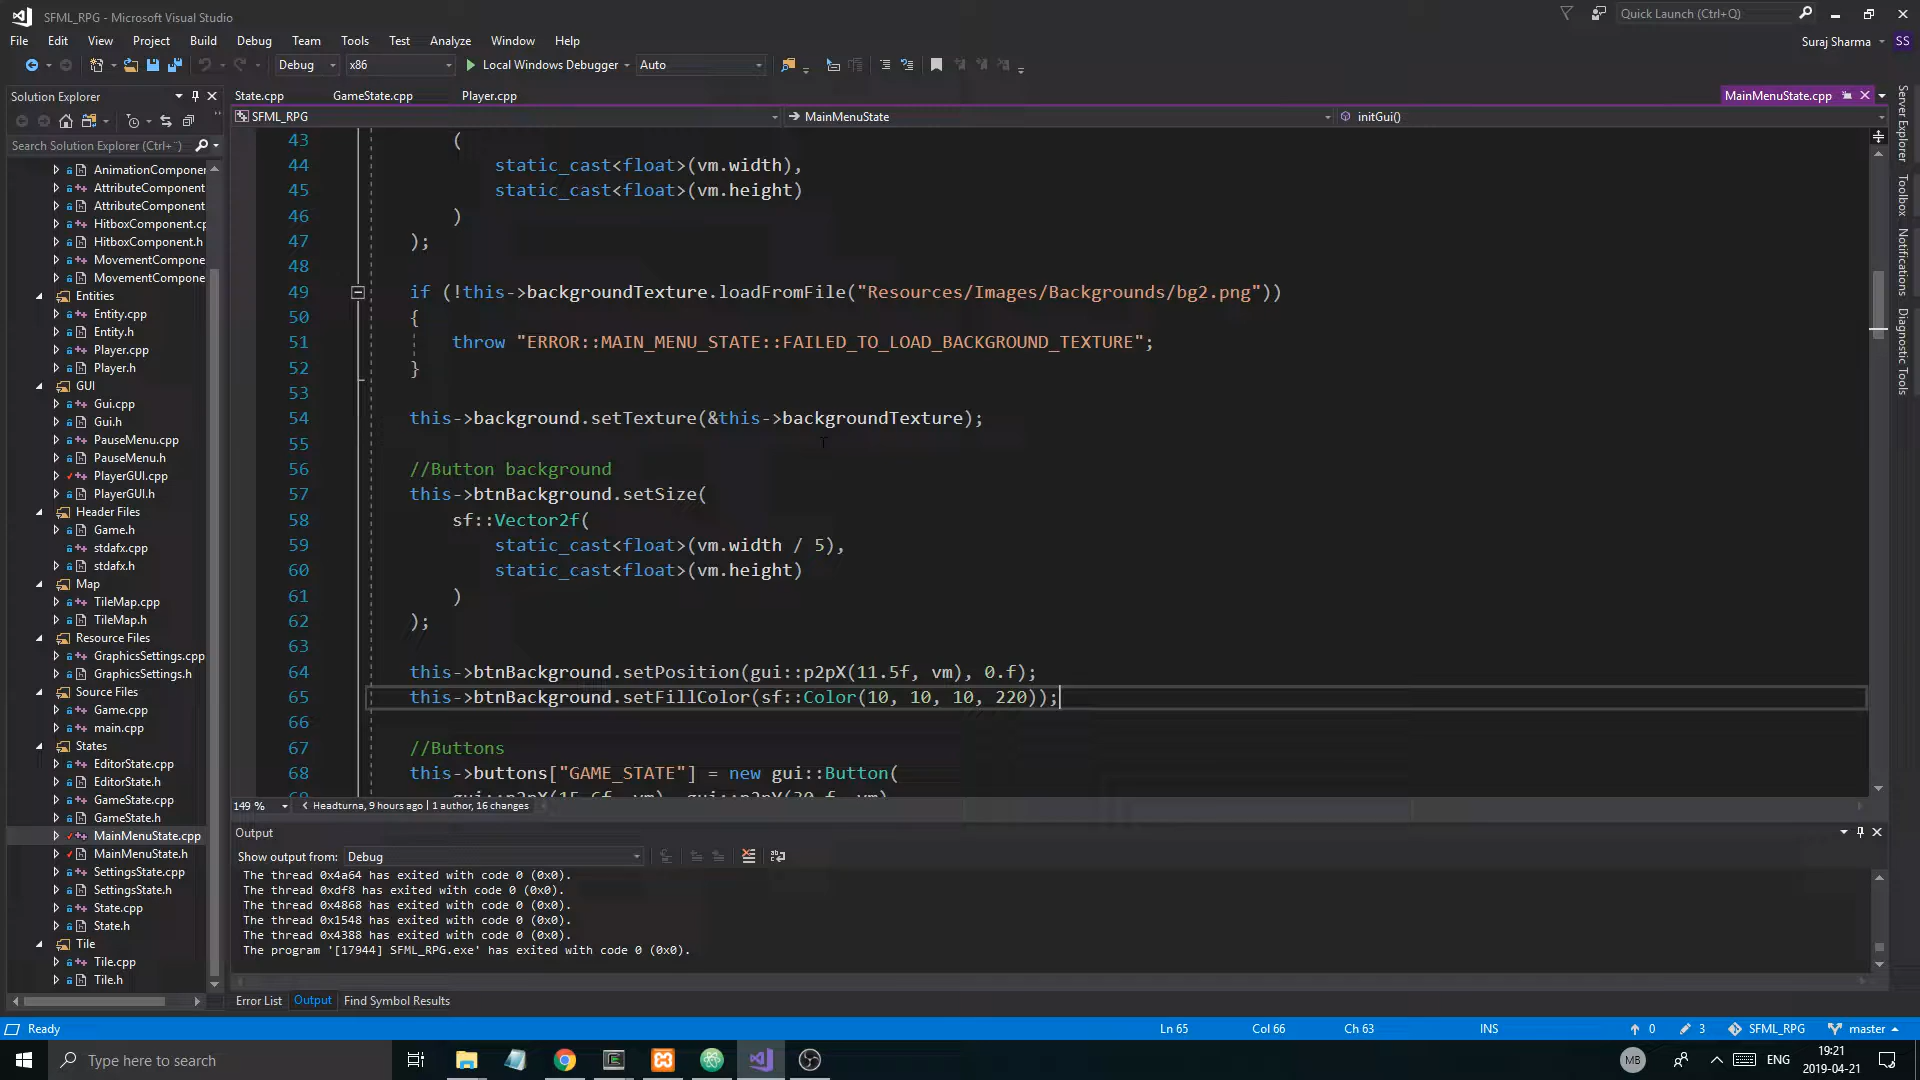 SFML_RPG - Microsoft Visual Studio
Quick Launch (Ctrl+Q)
File Edit View Project Build Debug Team Tools Test Analyze Window Help
Suraj Sharma SS
Debug x86 Local Windows Debugger Auto
Solution Explorer
Search Solution Explorer (Ctrl+¨)
AnimationComponen
AttributeComponent
AttributeComponent
HitboxComponent.cp
HitboxComponent.h
MovementCompone
MovementCompone
Entities
Entity.cpp
Entity.h
Player.cpp
Player.h
GUI
Gui.cpp
Gui.h
PauseMenu.cpp
PauseMenu.h
PlayerGUI.cpp
PlayerGUI.h
Header Files
Game.h
stdafx.cpp
stdafx.h
Map
TileMap.cpp
TileMap.h
Resource Files
GraphicsSettings.cpp
GraphicsSettings.h
Source Files
Game.cpp
main.cpp
States
EditorState.cpp
EditorState.h
GameState.cpp
GameState.h
MainMenuState.cpp
MainMenuState.h
SettingsState.cpp
SettingsState.h
State.cpp
State.h
Tile
Tile.cpp
Tile.h
State.cpp GameState.cpp Player.cpp MainMenuState.cpp
SFML_RPG MainMenuState initGui()
43 (
44 static_cast<float>(vm.width),
45 static_cast<float>(vm.height)
46 )
47 );
48
49 if (!this->backgroundTexture.loadFromFile("Resources/Images/Backgrounds/bg2.png"))
50 {
51 throw "ERROR::MAIN_MENU_STATE::FAILED_TO_LOAD_BACKGROUND_TEXTURE";
52 }
53
54 this->background.setTexture(&this->backgroundTexture);
55
56 //Button background
57 this->btnBackground.setSize(
58 sf::Vector2f(
59 static_cast<float>(vm.width / 5),
60 static_cast<float>(vm.height)
61 )
62 );
63
64 this->btnBackground.setPosition(gui::p2pX(11.5f, vm), 0.f);
65 this->btnBackground.setFillColor(sf::Color(10, 10, 10, 220));
66
67 //Buttons
68 this->buttons["GAME_STATE"] = new gui::Button(
149 % Headturna, 9 hours ago | 1 author, 16 changes
Output
Show output from: Debug
The thread 0x4a64 has exited with code 0 (0x0).
The thread 0xdf8 has exited with code 0 (0x0).
The thread 0x4868 has exited with code 0 (0x0).
The thread 0x1548 has exited with code 0 (0x0).
The thread 0x4388 has exited with code 0 (0x0).
The program '[17944] SFML_RPG.exe' has exited with code 0 (0x0).
Error List Output Find Symbol Results
Server Explorer
Toolbox
Notifications
Diagnostic Tools
Ready Ln 65 Col 66 Ch 63 INS 0 3 SFML_RPG master
Type here to search
MB ENG 19:21
2019-04-21